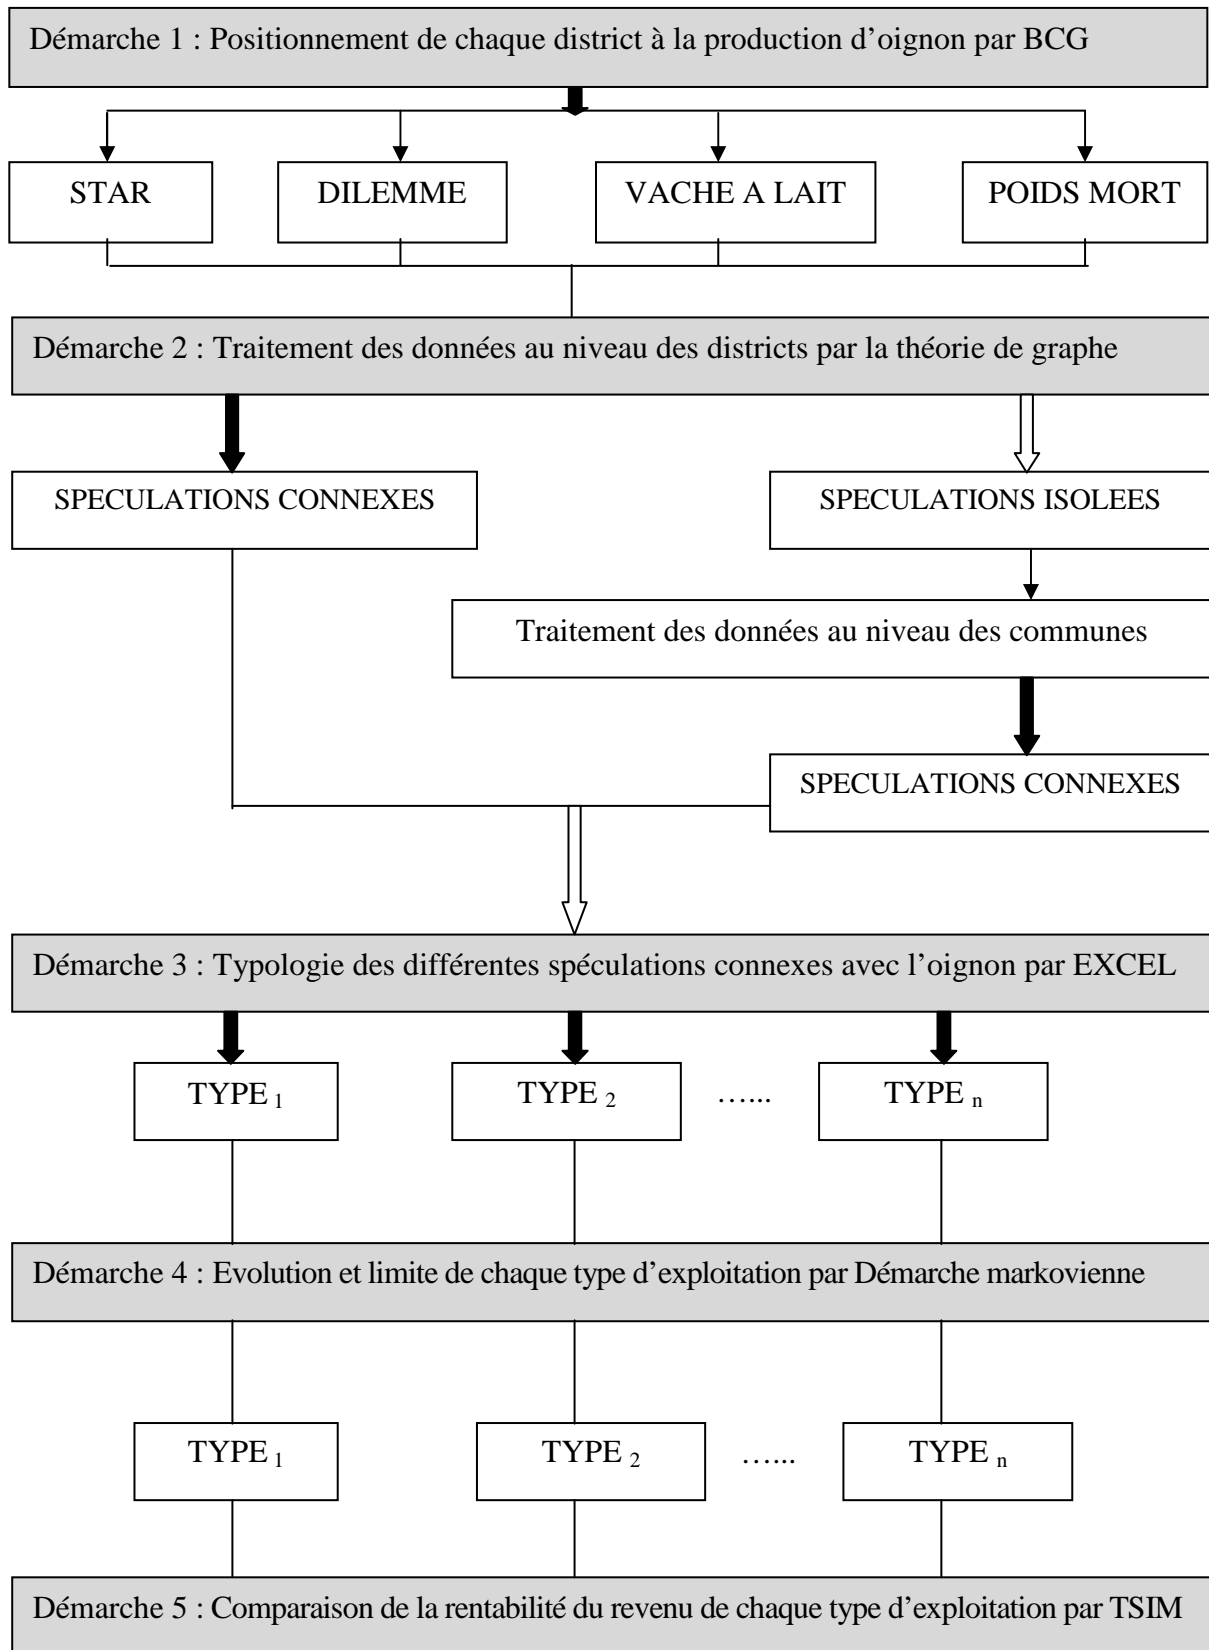 Démarche 1 : Positionnement de chaque district à la production d’oignon par BCG
STAR
DILEMME
VACHE A LAIT
POIDS MORT
Démarche 2 : Traitement des données au niveau des districts par la théorie de graphe
SPECULATIONS CONNEXES
SPECULATIONS ISOLEES
Traitement des données au niveau des communes
SPECULATIONS CONNEXES
Démarche 3 : Typologie des différentes spéculations connexes avec l’oignon par EXCEL
TYPE 1
TYPE 2
…...
TYPE n
Démarche 4 : Evolution et limite de chaque type d’exploitation par Démarche markovienne
TYPE 1
TYPE 2
…...
TYPE n
Démarche 5 : Comparaison de la rentabilité du revenu de chaque type d’exploitation par TSIM